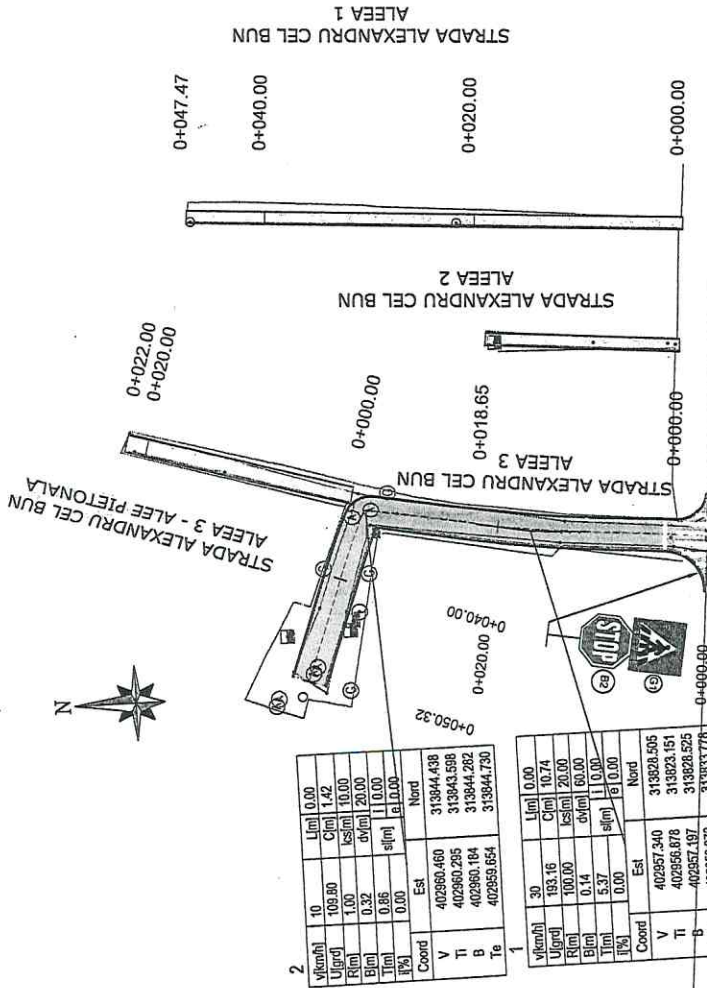 STRADA ALEXANDRU CEL BUN
ALEEA 1
0+047.47
0+040.00
0+020.00
0+000.00
STRADA ALEXANDRU CEL BUN
ALEEA 2
0+018.65
0+000.00
STRADA ALEXANDRU CEL BUN
ALEEA 3 - ALEE PIETONALA
0+022.00
0+020.00
0+000.00
STRADA ALEXANDRU CEL BUN
ALEEA 3
N
0+050.32
0+040.00
0+020.00
0+000.00
STOP
B2
G1
2
v[km/h] 10 L[m] 0.00
U[grd] 109.80 C[m] 1.42
R[m] 1.00 lcs[m] 10.00
B[m] 0.32 dv[m] 20.00
T[m] 0.86 sl[m] i 0.00
i[%] 0.00 e 0.00
Coord Est Nord
V 402960.460 313844.438
Ti 402960.295 313843.598
B 402960.184 313844.262
Te 402959.654 313844.730
1
v[km/h] 30 L[m] 0.00
U[grd] 193.16 C[m] 10.74
R[m] 100.00 lcs[m] 20.00
B[m] 0.14 dv[m] 60.00
T[m] 5.37 sl[m] i 0.00
i[%] 0.00 e 0.00
Coord Est Nord
V 402957.340 313828.505
Ti 402956.878 313823.151
B 402957.197 313828.525
313833.778